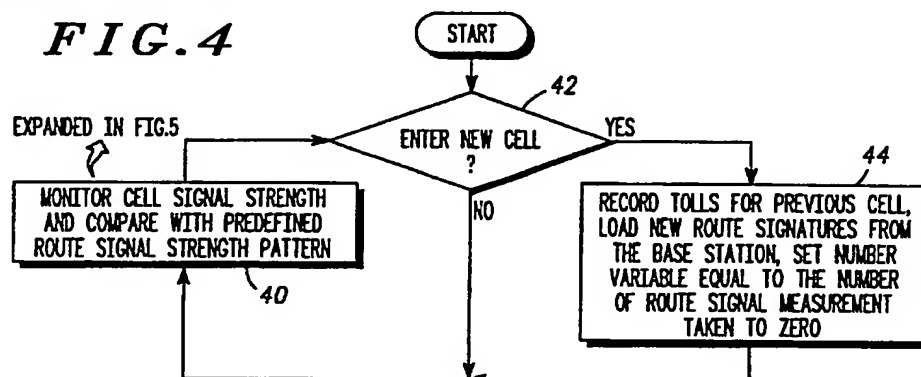 FIG.4
START
42
EXPANDED IN FIG.5
ENTER NEW CELL
?
YES
NO
44
MONITOR CELL SIGNAL STRENGTH
AND COMPARE WITH PREDEFINED
ROUTE SIGNAL STRENGTH PATTERN
40
RECORD TOLLS FOR PREVIOUS CELL,
LOAD NEW ROUTE SIGNATURES FROM
THE BASE STATION, SET NUMBER
VARIABLE EQUAL TO THE NUMBER
OF ROUTE SIGNAL MEASUREMENT
TAKEN TO ZERO